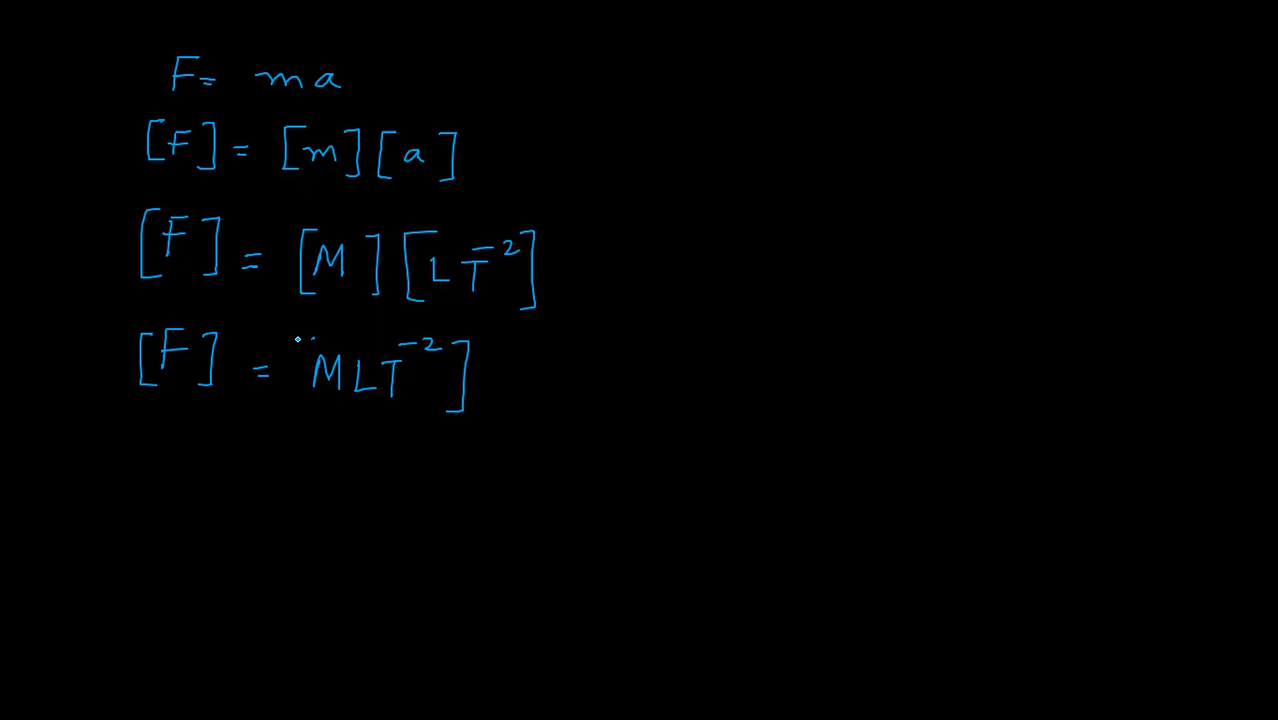 F = ma
[F] = [m][a]
[F] = [M][LT⁻²]
[F] = MLT⁻²]